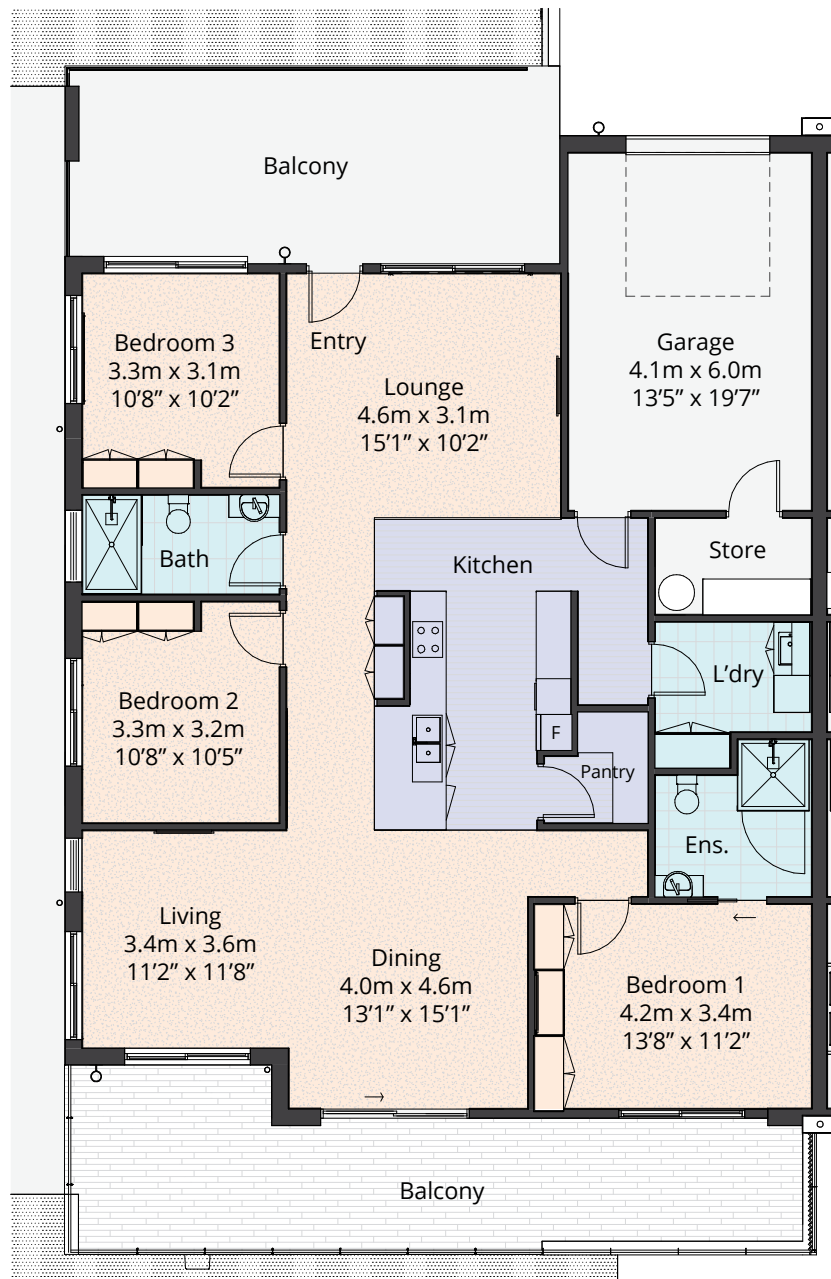 Balcony
Bedroom 3
3.3m x 3.1m
10’8” x 10’2”
Entry
Lounge
4.6m x 3.1m
15’1” x 10’2”
Garage
4.1m x 6.0m
13’5” x 19’7”
Bath
Kitchen
Store
Bedroom 2
3.3m x 3.2m
10’8” x 10’5”
L’dry
F
Pantry
Ens.
Living
3.4m x 3.6m
11’2” x 11’8”
Dining
4.0m x 4.6m
13’1” x 15’1”
Bedroom 1
4.2m x 3.4m
13’8” x 11’2”
Balcony